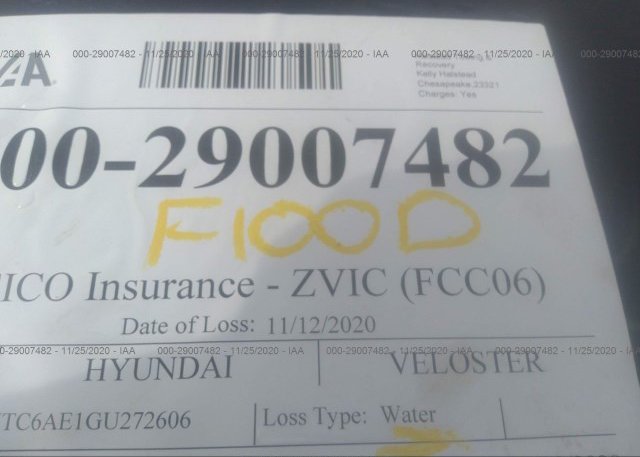 /2020 - IAA 000-29007482 - 11/25/2020 - IAA 000-29007482 - 11/25/2020 - IAA 000-29007482 - 11/25/2020 - IAA 000-29007482
AA
Recovery
Kelly Halstead
Chesapeake 23321
Charges: Yes
00-29007482
FlOOD
ICO Insurance - ZVIC (FCC06)
Date of Loss: 11/12/2020
0-29007482 - 11/25/2020 - IAA 000-29007482 - 11/25/2020 - IAA 000-29007482 - 11/25/2020 - IAA 000-29007482 - 11/25/2020 - IAA
HYUNDAI VELOSTER
TC6AE1GU272606 Loss Type: Water